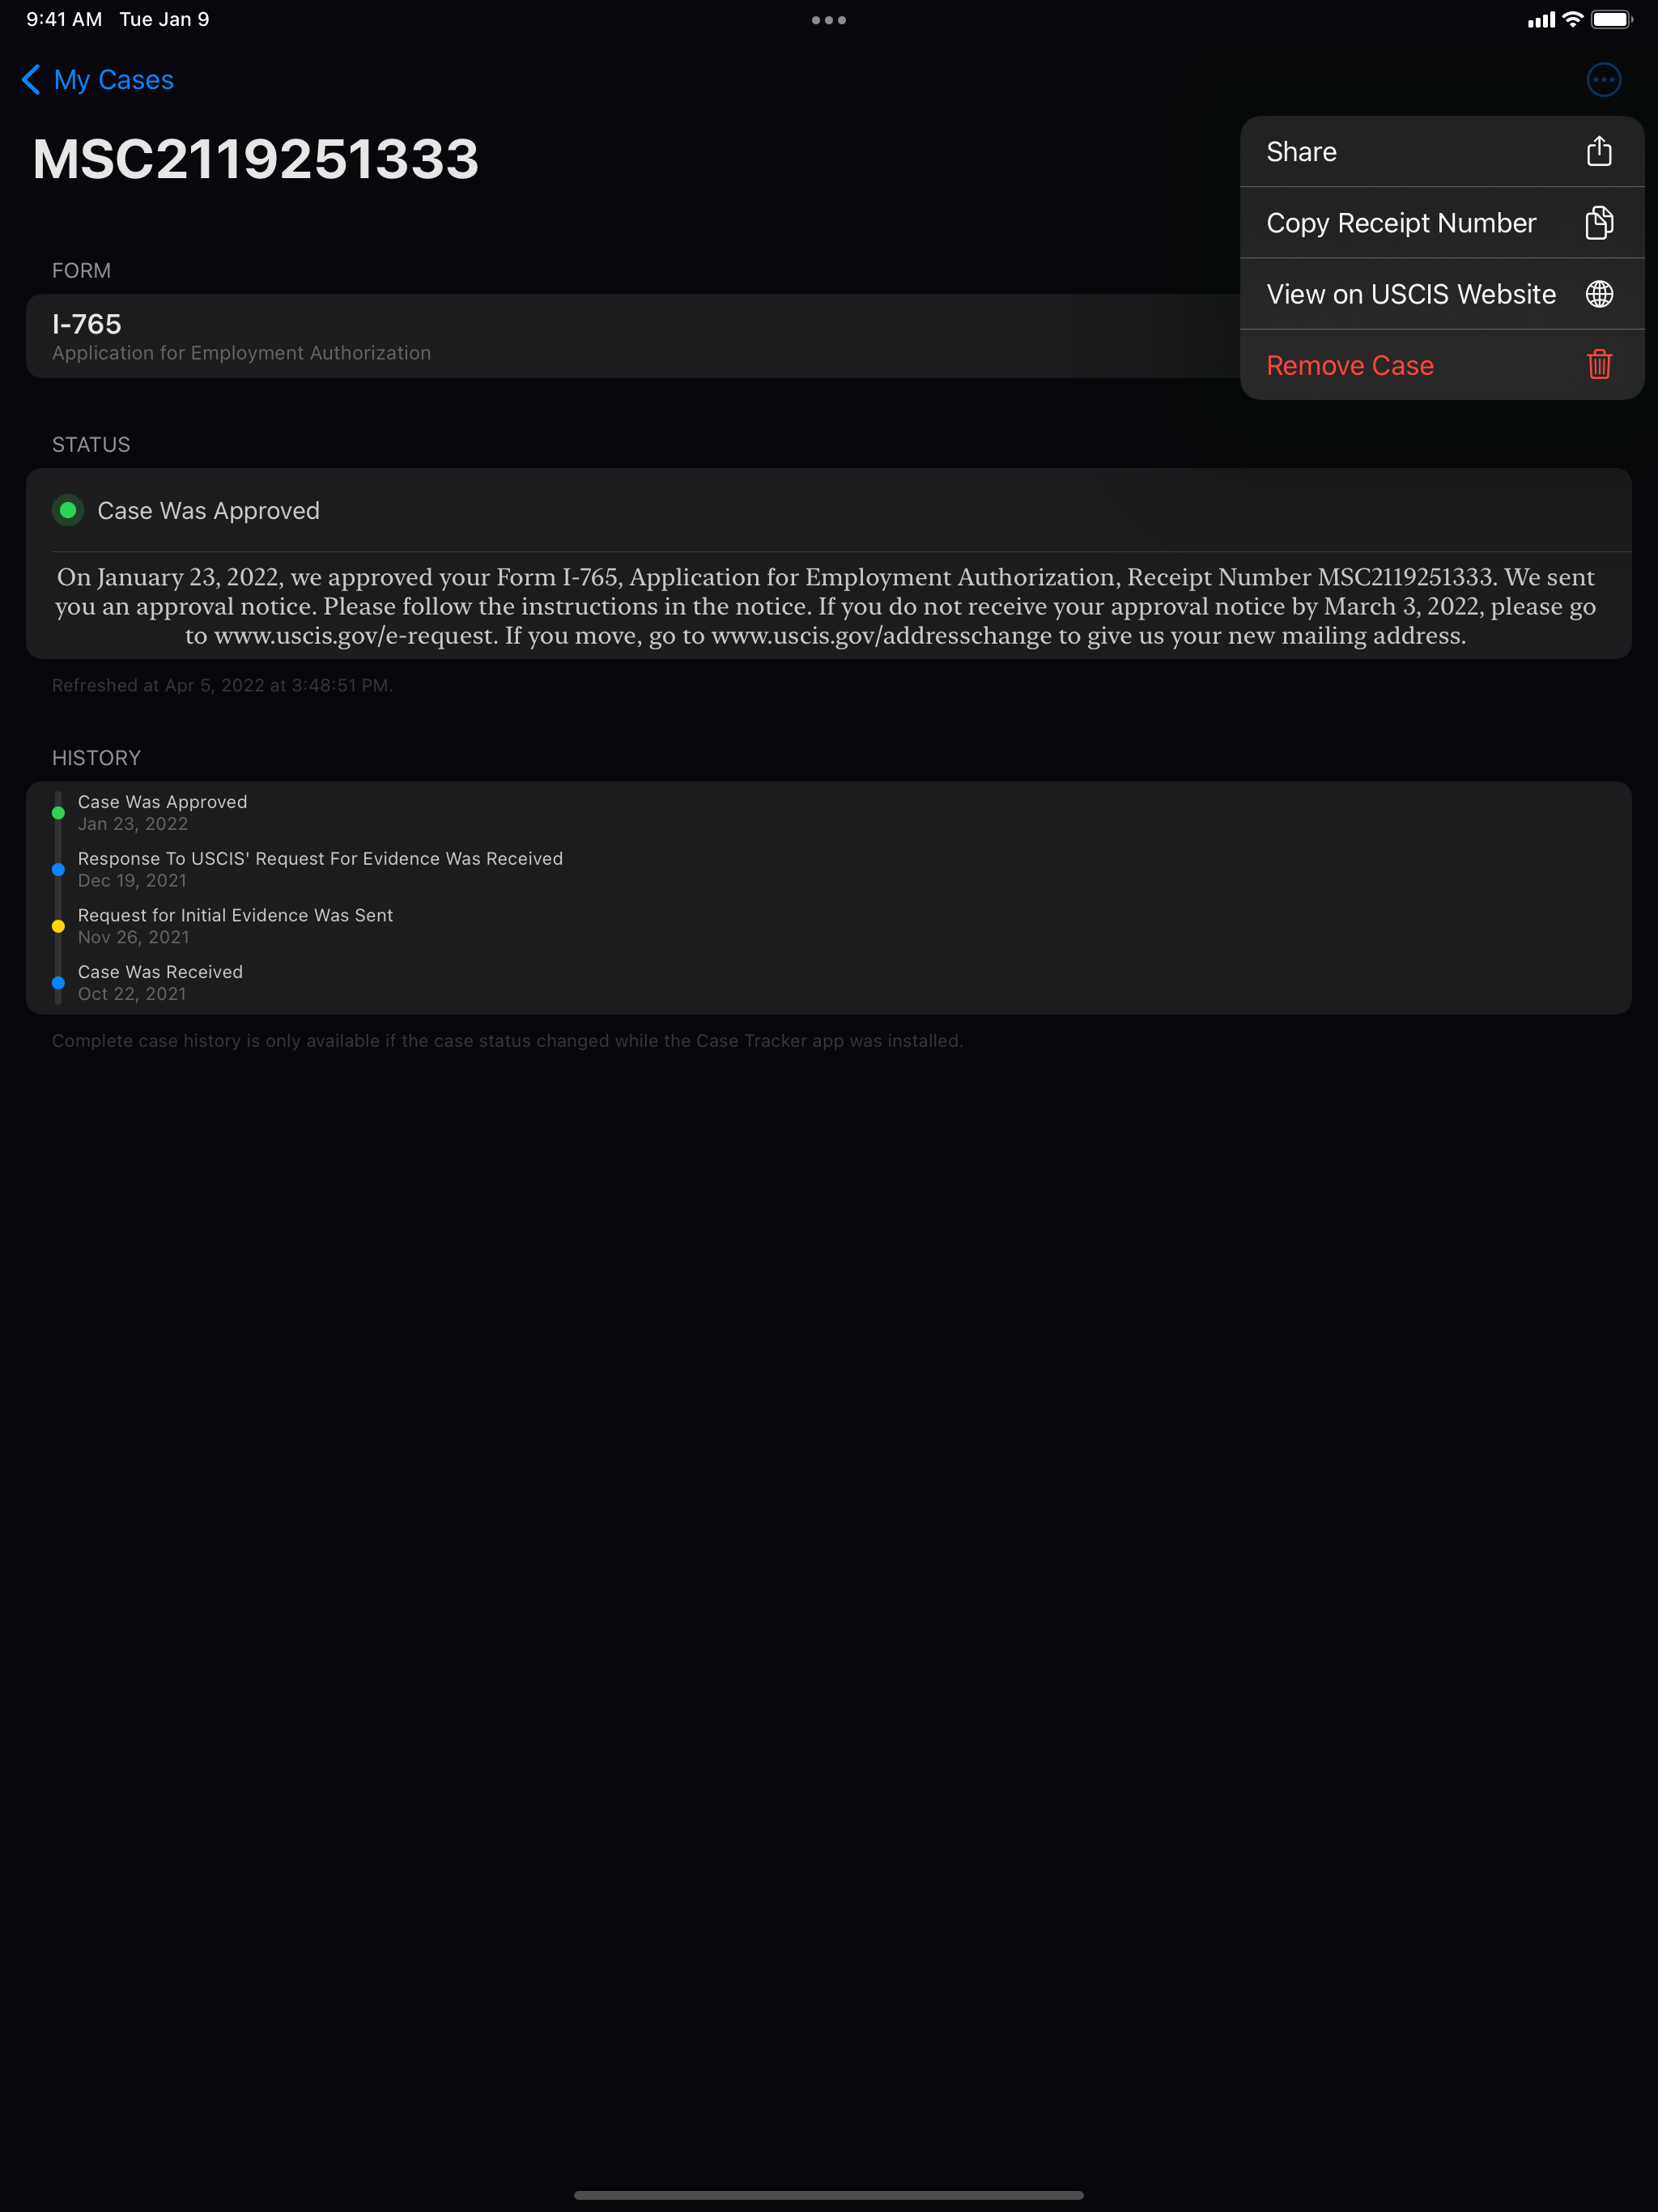 9:41 AM Tue Jan 9
My Cases
MSC2119251333
Share
Copy Receipt Number
View on USCIS Website
Remove Case
FORM
I-765
Application for Employment Authorization
STATUS
Case Was Approved
On January 23, 2022, we approved your Form I-765, Application for Employment Authorization, Receipt Number MSC2119251333. We sent
you an approval notice. Please follow the instructions in the notice. If you do not receive your approval notice by March 3, 2022, please go
to www.uscis.gov/e-request. If you move, go to www.uscis.gov/addresschange to give us your new mailing address.
Refreshed at Apr 5, 2022 at 3:48:51 PM.
HISTORY
Case Was Approved
Jan 23, 2022
Response To USCIS' Request For Evidence Was Received
Dec 19, 2021
Request for Initial Evidence Was Sent
Nov 26, 2021
Case Was Received
Oct 22, 2021
Complete case history is only available if the case status changed while the Case Tracker app was installed.